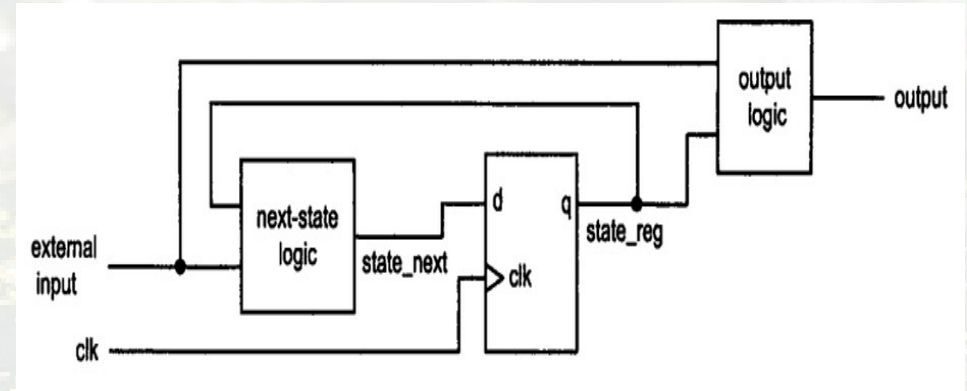 output
logic
output
next-state
logic
d
q
state_reg
external
input
state_next
clk
clk